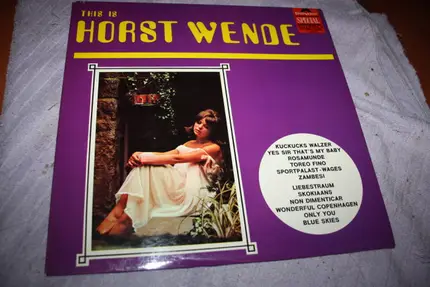 THIS IS
HORST WENDE
SPECIAL
KUCKUCKS WALZER
YES SIR THAT'S MY BABY
ROSAMUNDE
TOREO FINO
SPORTPALAST-WAGES
ZAMBESI
LIEBESTRAUM
SKOKIAANS
NON DIMENTICAR
WONDERFUL COPENHAGEN
ONLY YOU
BLUE SKIES